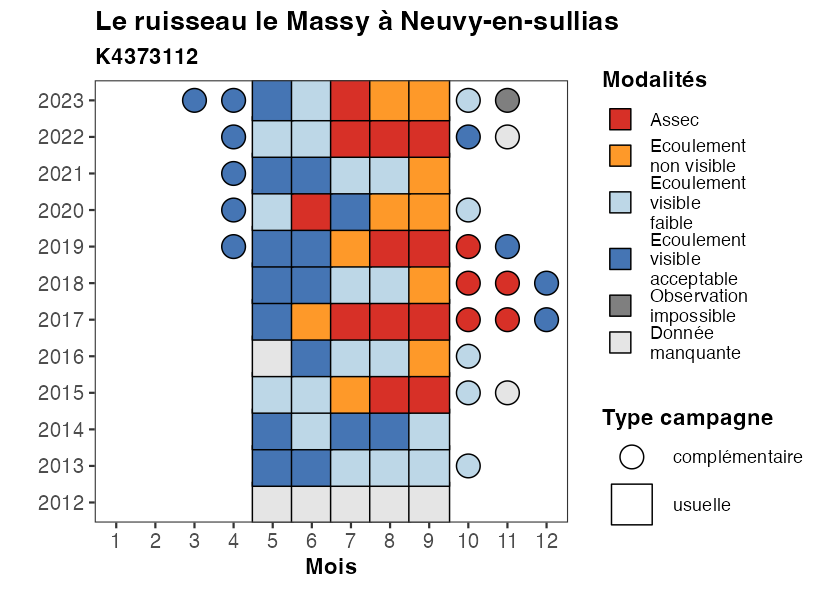 Le ruisseau le Massy à Neuvy-en-sullias
K4373112
2023
2022
2021
2020
2019
2018
2017
2016
2015
2014
2013
2012
1 2 3 4 5 6 7 8 9 10 11 12
Mois
Modalités
Assec
Ecoulement
non visible
Ecoulement
visible
faible
Ecoulement
visible
acceptable
Observation
impossible
Donnée
manquante
Type campagne
complémentaire
usuelle